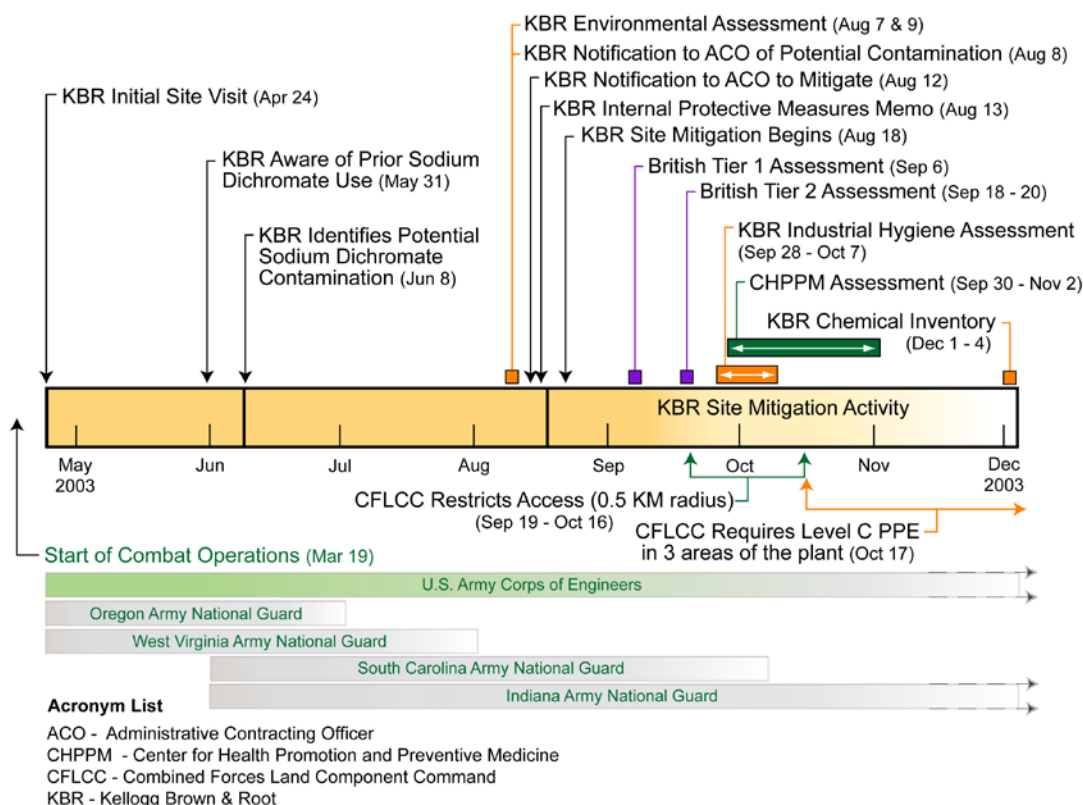 KBR Environmental Assessment (Aug 7 & 9)
KBR Notification to ACO of Potential Contamination (Aug 8)
KBR Notification to ACO to Mitigate (Aug 12)
KBR Initial Site Visit (Apr 24)
KBR Internal Protective Measures Memo (Aug 13)
KBR Site Mitigation Begins (Aug 18)
KBR Aware of Prior Sodium
Dichromate Use (May 31)
British Tier 1 Assessment (Sep 6)
British Tier 2 Assessment (Sep 18 - 20)
KBR Identifies Potential
Sodium Dichromate
Contamination (Jun 8)
KBR Industrial Hygiene Assessment
(Sep 28 - Oct 7)
CHPPM Assessment (Sep 30 - Nov 2)
KBR Chemical Inventory
(Dec 1 - 4)
KBR Site Mitigation Activity
May
2003
Jun
Jul
Aug
Sep
Oct
Nov
Dec
2003
CFLCC Restricts Access (0.5 KM radius)
(Sep 19 - Oct 16)
CFLCC Requires Level C PPE
in 3 areas of the plant (Oct 17)
Start of Combat Operations (Mar 19)
U.S. Army Corps of Engineers
Oregon Army National Guard
West Virginia Army National Guard
South Carolina Army National Guard
Indiana Army National Guard
Acronym List
ACO - Administrative Contracting Officer
CHPPM - Center for Health Promotion and Preventive Medicine
CFLCC - Combined Forces Land Component Command
KBR - Kellogg Brown & Root